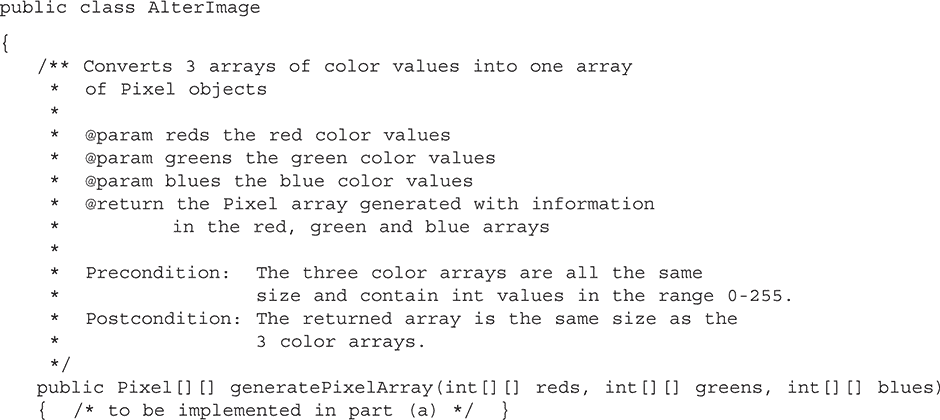 public class AlterImage
{
/** Converts 3 arrays of color values into one array
* of Pixel objects
*
* @param reds the red color values
* @param greens the green color values
* @param blues the blue color values
* @return the Pixel array generated with information
* in the red, green and blue arrays
*
* Precondition: The three color arrays are all the same
* size and contain int values in the range 0-255.
* Postcondition: The returned array is the same size as the
* 3 color arrays.
*/
public Pixel[][] generatePixelArray(int[][] reds, int[][] greens, int[][] blues)
{ /* to be implemented in part (a) */ }